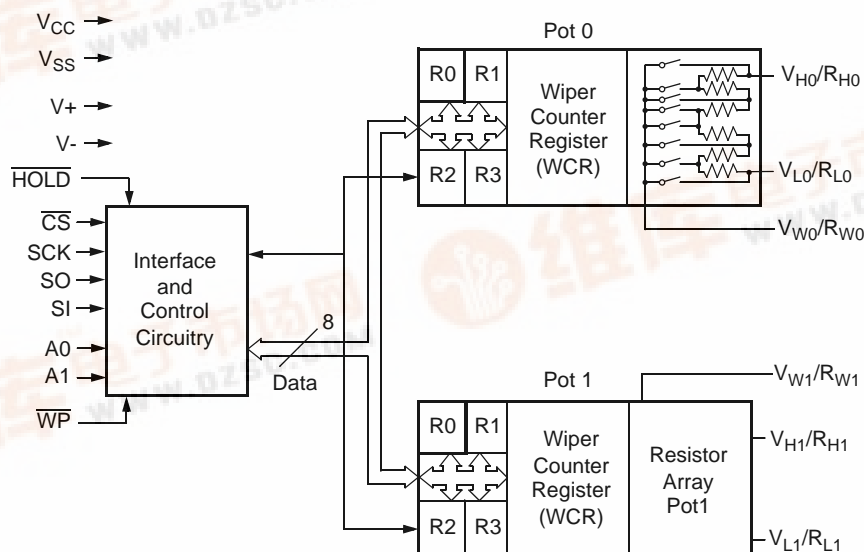 V_CC
V_SS
V+
V-
HOLD
CS
SCK
SO
SI
A0
A1
WP
Interface
and
Control
Circuitry
8
Data
Pot 0
R0 R1
R2 R3
Wiper
Counter
Register
(WCR)
V_H0/R_H0
V_L0/R_L0
V_W0/R_W0
Pot 1
R0 R1
R2 R3
Wiper
Counter
Register
(WCR)
Resistor
Array
Pot1
V_W1/R_W1
V_H1/R_H1
V_L1/R_L1